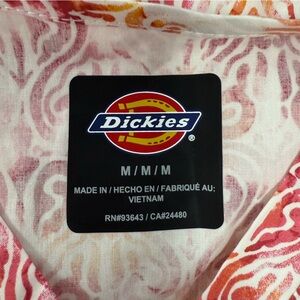 Dickies
®
M / M / M
MADE IN / HECHO EN / FABRIQUÉ AU:
VIETNAM
RN#93643 / CA#24480